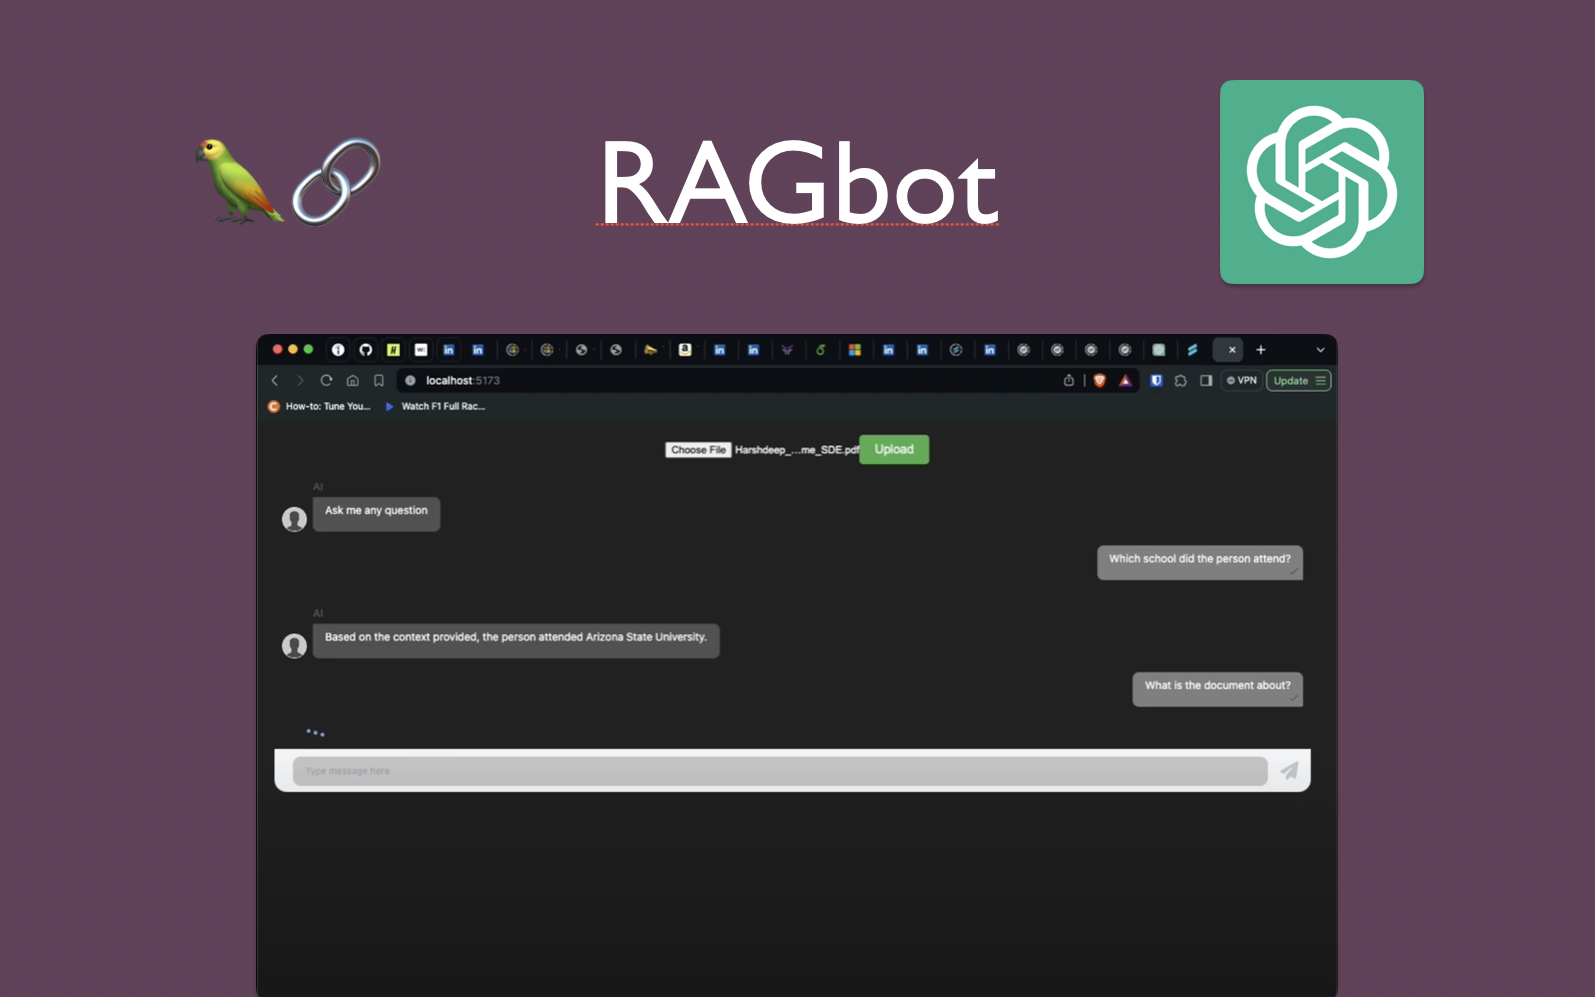 RAGbot
localhost:5173
VPN
Update
How-to: Tune You...
Watch F1 Full Rac...
Choose File Harshdeep_...me_SDE.pdf Upload
AI
Ask me any question
Which school did the person attend?
AI
Based on the context provided, the person attended Arizona State University.
What is the document about?
Type message here